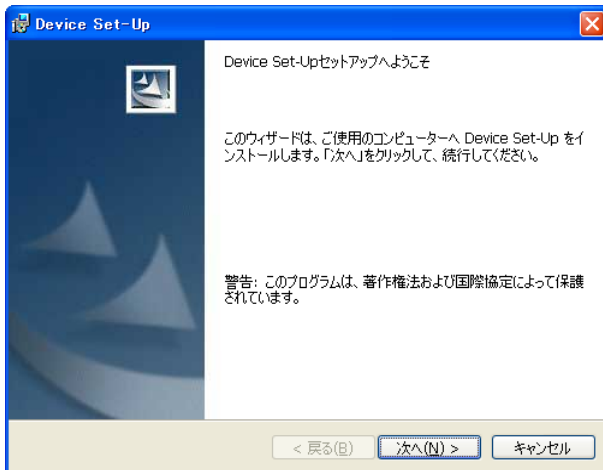 Device Set-Up
Device Set-Upセットアップへようこそ
このウィザードは、ご使用のコンピューターへ Device Set-Up をイ
ンストールします。「次へ」をクリックして、続行してください。
警告: このプログラムは、著作権法および国際協定によって保護
されています。
< 戻る(B)
次へ(N) >
キャンセル